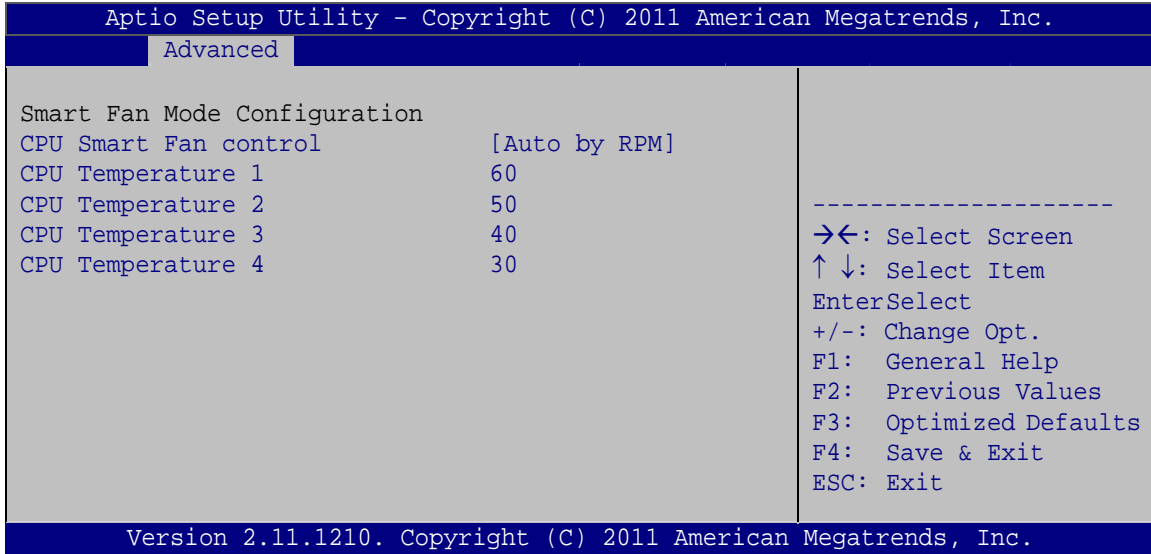 Aptio Setup Utility – Copyright (C) 2011 American Megatrends, Inc.
Advanced
Smart Fan Mode Configuration
CPU Smart Fan control [Auto by RPM]
CPU Temperature 1 60
CPU Temperature 2 50
CPU Temperature 3 40
CPU Temperature 4 30
---------------------
→←: Select Screen
↑ ↓: Select Item
EnterSelect
+/-: Change Opt.
F1: General Help
F2: Previous Values
F3: Optimized Defaults
F4: Save & Exit
ESC: Exit
Version 2.11.1210. Copyright (C) 2011 American Megatrends, Inc.